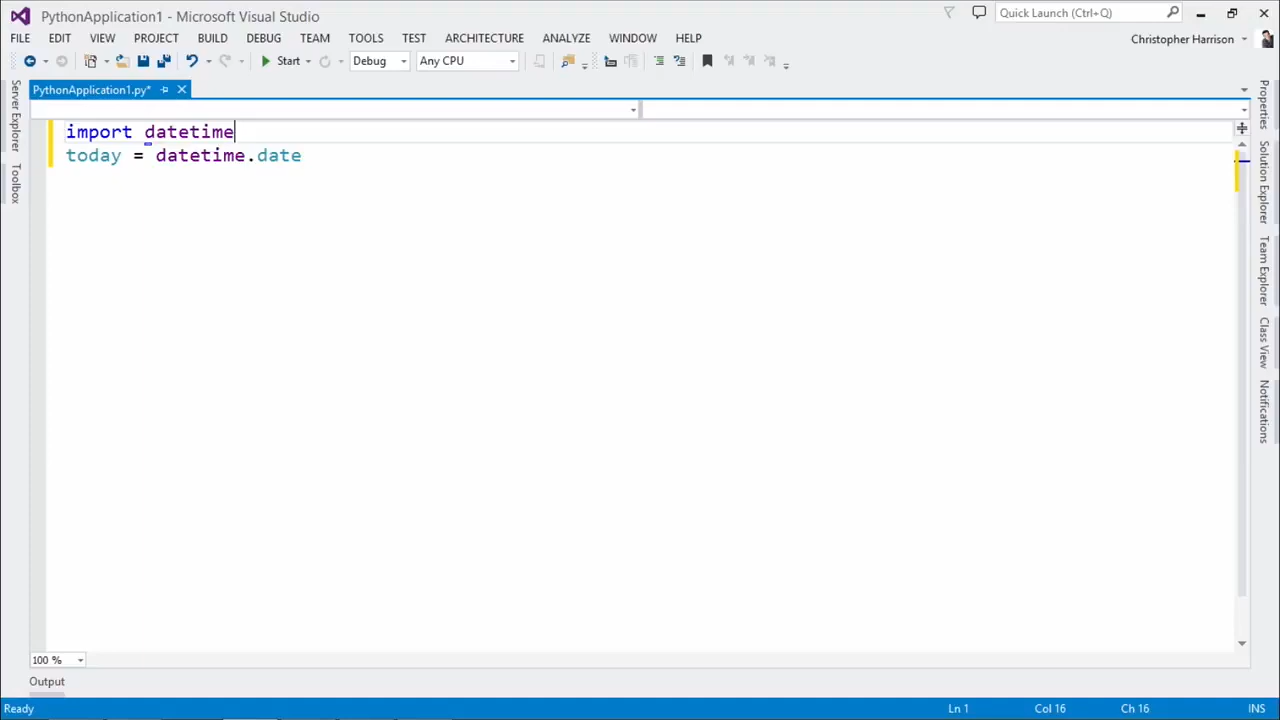 PythonApplication1 - Microsoft Visual Studio
Quick Launch (Ctrl+Q)
FILE EDIT VIEW PROJECT BUILD DEBUG TEAM TOOLS TEST ARCHITECTURE ANALYZE WINDOW HELP
Christopher Harrison
Start Debug Any CPU
PythonApplication1.py*
import datetime
today = datetime.date
Server Explorer
Toolbox
Properties
Solution Explorer
Team Explorer
Class View
Notifications
100 %
Output
Ready Ln 1 Col 16 Ch 16 INS